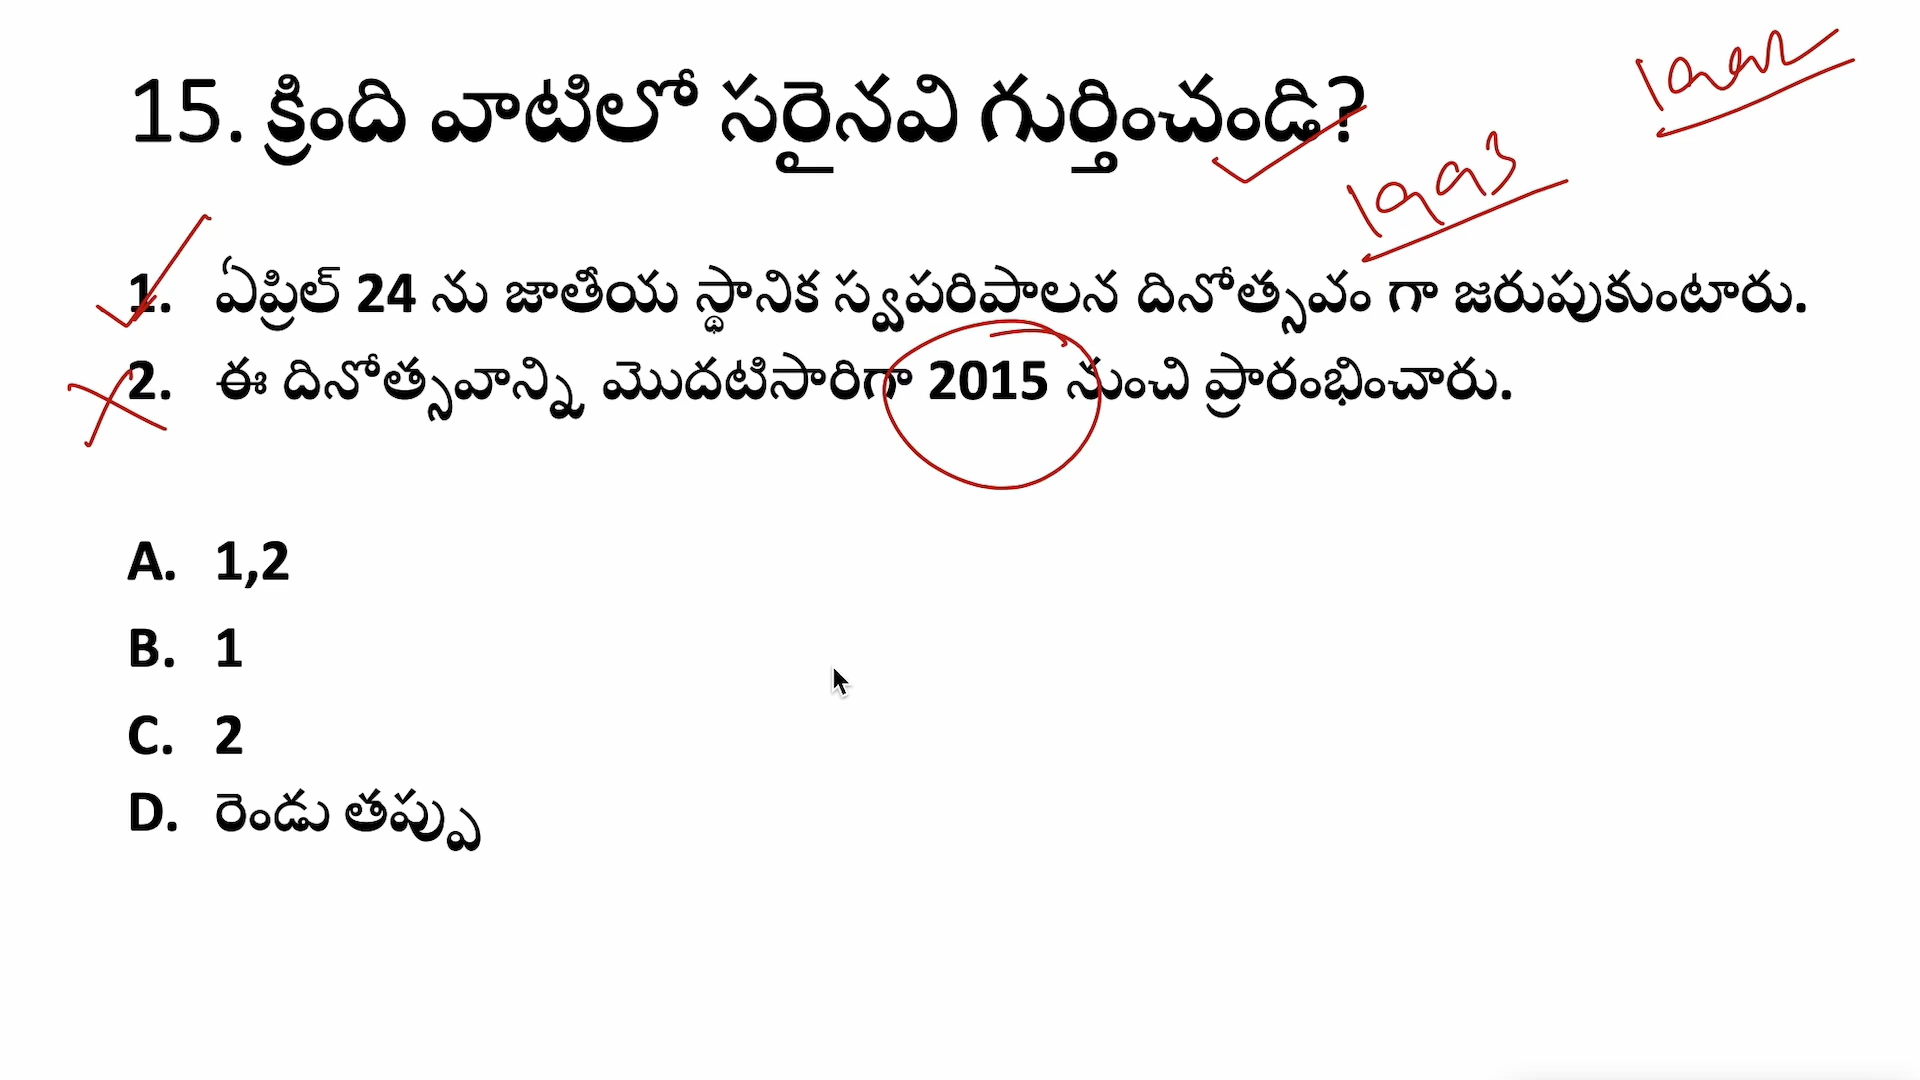 15. క్రింది వాటిలో సరైనవి గుర్తించండి?
1993
1. ఏప్రిల్ 24 ను జాతీయ స్థానిక స్వపరిపాలన దినోత్సవం గా జరుపుకుంటారు.
2. ఈ దినోత్సవాన్ని మొదటిసారిగా 2015 నుంచి ప్రారంభించారు.
A. 1,2
B. 1
C. 2
D. రెండు తప్పు